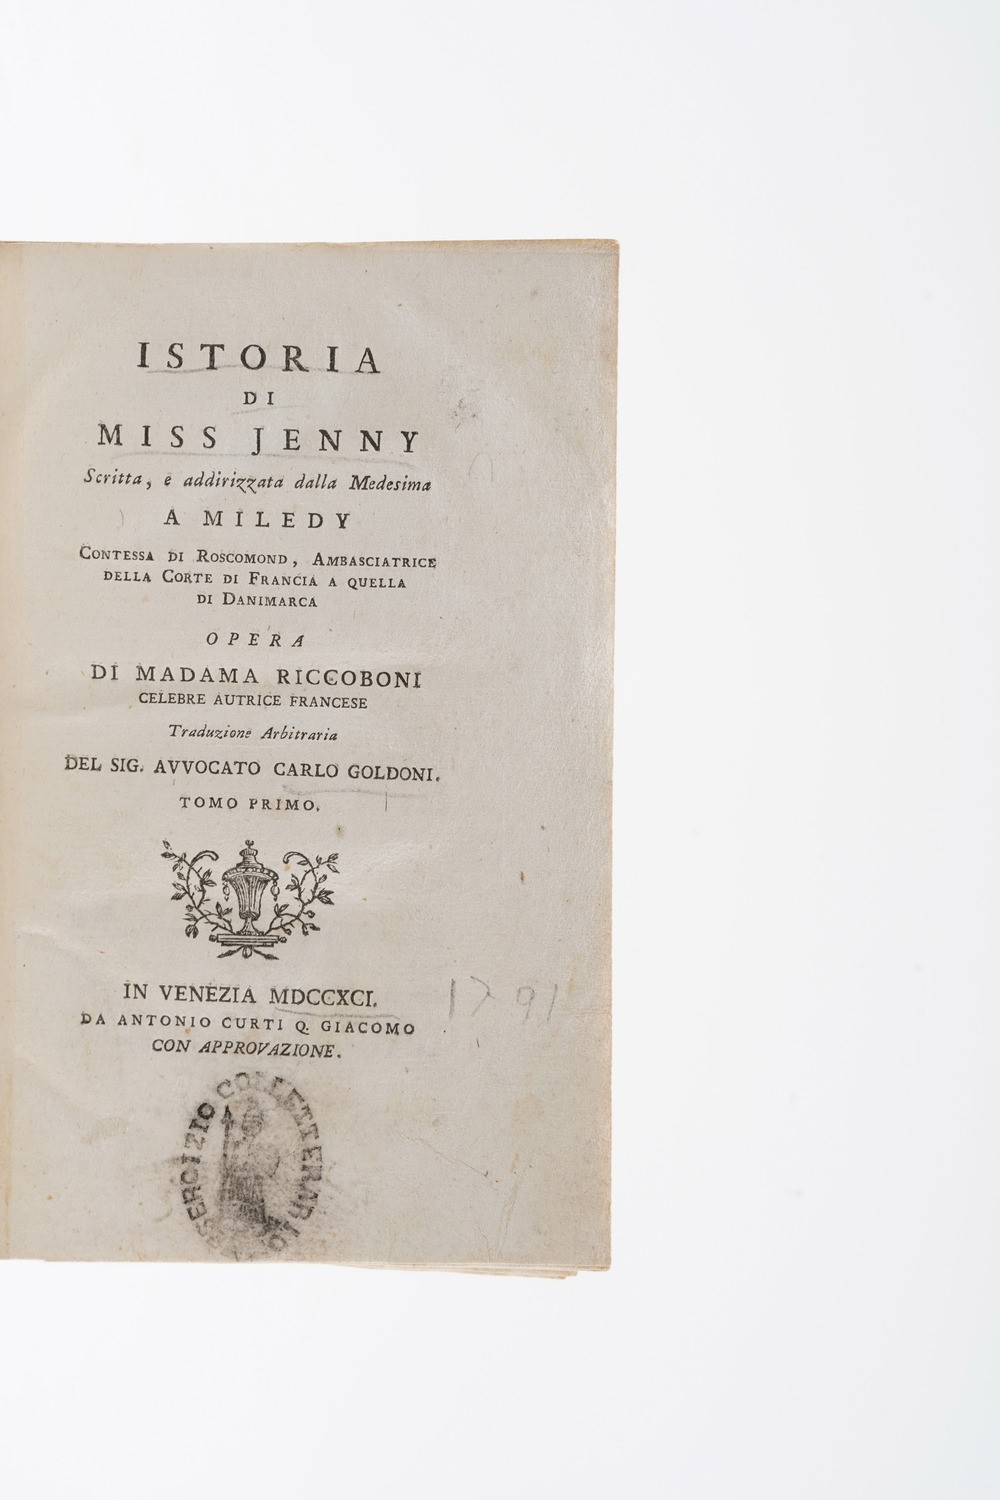 ISTORIA
DI
MISS JENNY
Scritta, e addirizzata dalla Medesima
A MILEDY
CONTESSA DI ROSCOMOND, AMBASCIATRICE
DELLA CORTE DI FRANCIA A QUELLA
DI DANIMARCA
OPERA
DI MADAMA RICCOBONI
CELEBRE AUTRICE FRANCESE
Traduzione Arbitraria
DEL SIG. AVVOCATO CARLO GOLDONI.
TOMO PRIMO.
IN VENEZIA MDCCXCI.
1791
DA ANTONIO CURTI Q. GIACOMO
CON APPROVAZIONE.
ESERCIZIO COLLETTERARIO